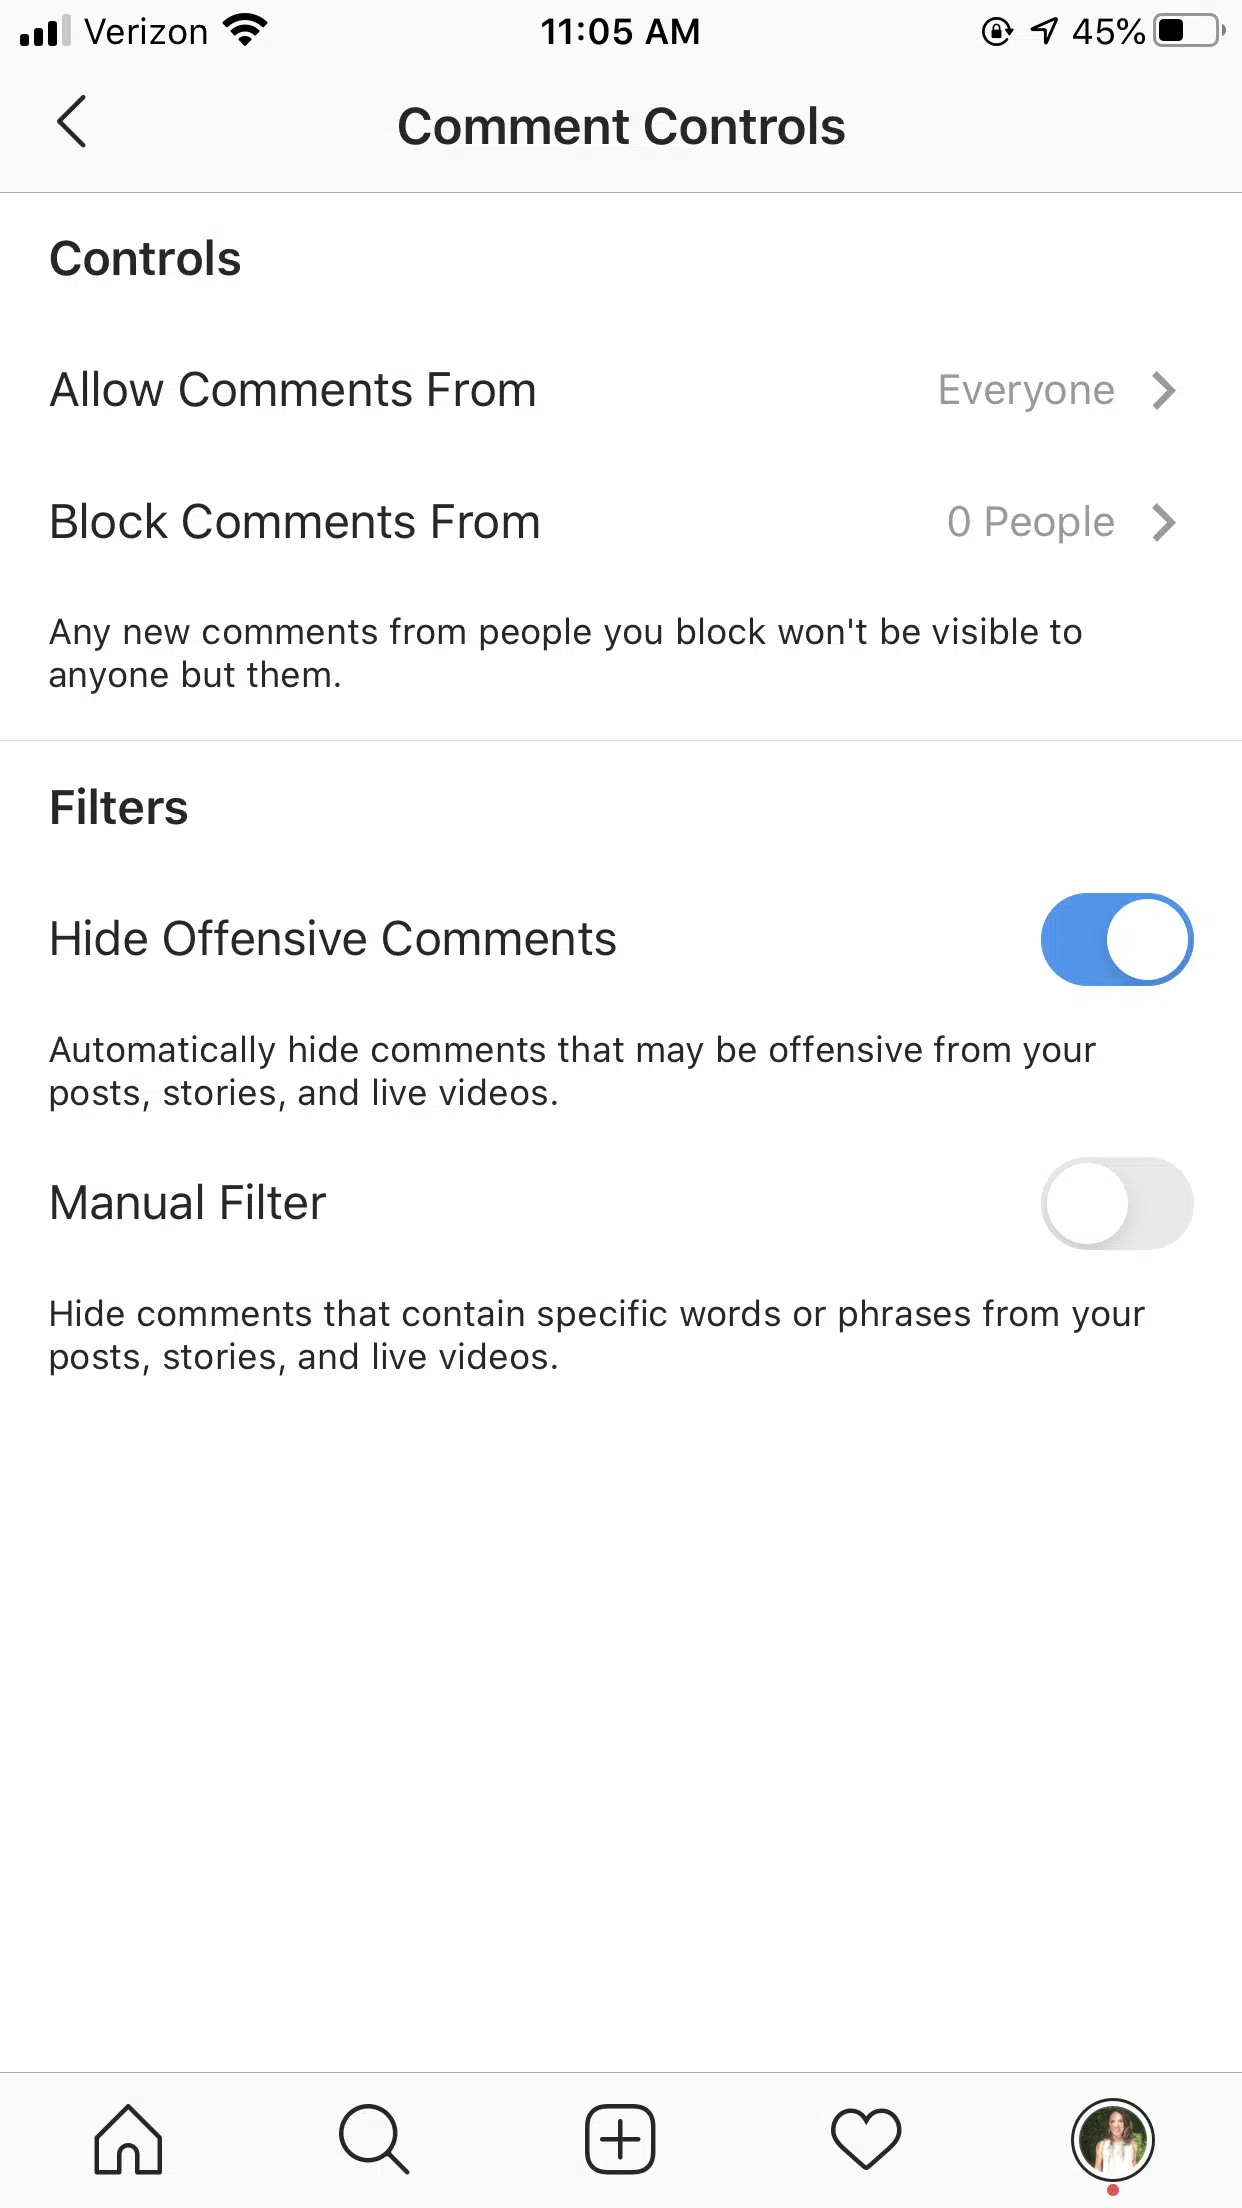 Verizon 11:05 AM 45%
Comment Controls
Controls
Allow Comments From Everyone
Block Comments From 0 People
Any new comments from people you block won't be visible to
anyone but them.
Filters
Hide Offensive Comments
Automatically hide comments that may be offensive from your
posts, stories, and live videos.
Manual Filter
Hide comments that contain specific words or phrases from your
posts, stories, and live videos.